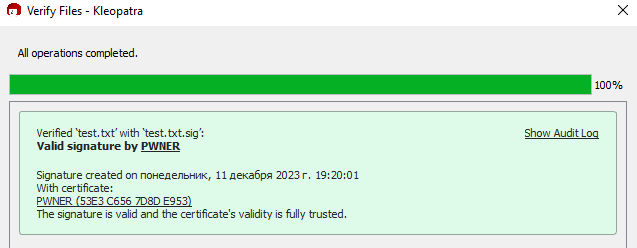 Verify Files - Kleopatra
All operations completed.
100%
Verified 'test.txt' with 'test.txt.sig':
Show Audit Log
Valid signature by PWNER
Signature created on понедельник, 11 декабря 2023 г. 19:20:01
With certificate:
PWNER (53E3 C656 7D8D E953)
The signature is valid and the certificate's validity is fully trusted.